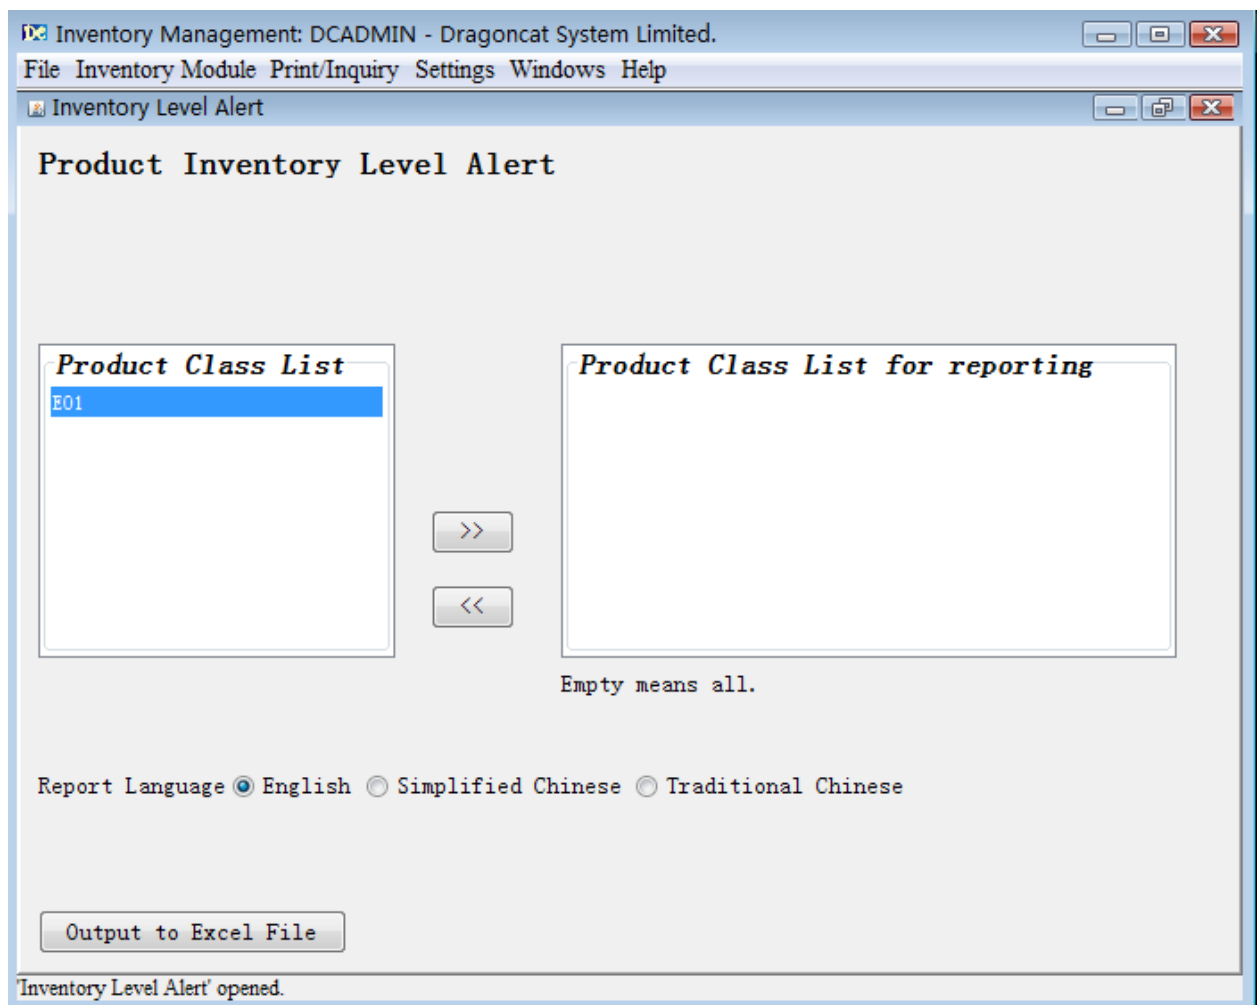 DC Inventory Management: DCADMIN - Dragoncat System Limited.
File Inventory Module Print/Inquiry Settings Windows Help
Inventory Level Alert
Product Inventory Level Alert
Product Class List
Product Class List for reporting
E01
>>
<<
Empty means all.
Report Language English Simplified Chinese Traditional Chinese
Output to Excel File
'Inventory Level Alert' opened.